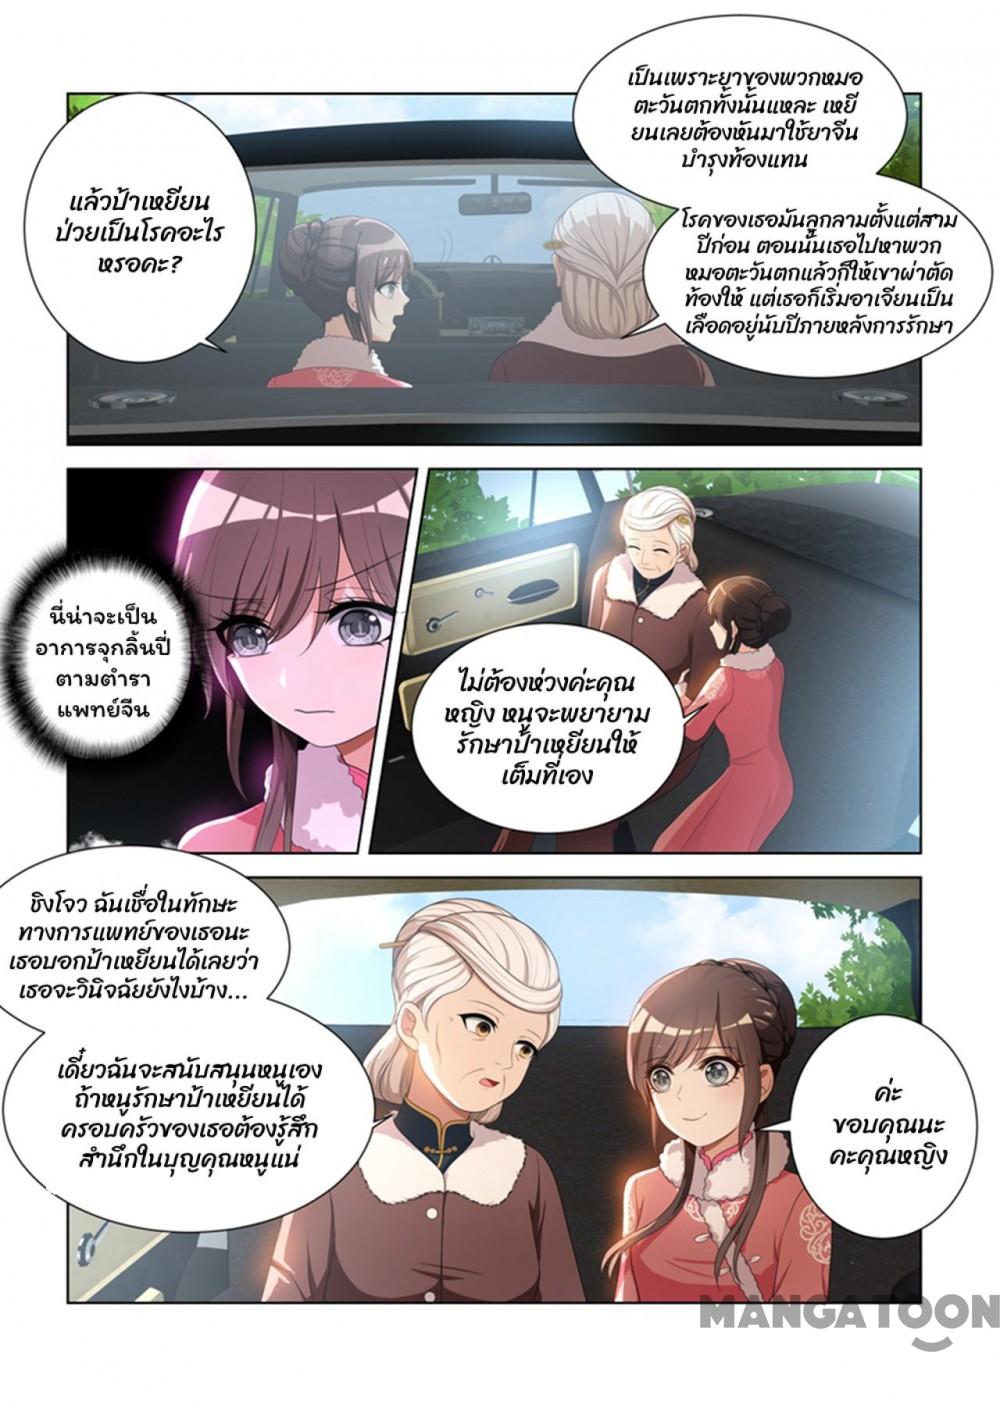 แล้วป้าเหยียน
ป่วยเป็นโรคอะไร
หรอคะ?
เป็นเพราะยาของพวกหมอ
ตะวันตกทั้งนั้นแหละ เหยี
ยนเลยต้องหันมาใช้ยาจีน
บำรุงท้องแทน
โรคของเธอมันลุกลามตั้งแต่สาม
ปีก่อน ตอนนั้นเธอไปหาพวก
หมอตะวันตกแล้วก็ให้เขาผ่าตัด
ท้องให้ แต่เธอก็เริ่มอาเจียนเป็น
เลือดอยู่นับปีภายหลังการรักษา
นี่น่าจะเป็น
อาการจุกลิ้นปี่
ตามตำรา
แพทย์จีน
ไม่ต้องห่วงค่ะคุณ
หญิง หนูจะพยายาม
รักษาป้าเหยียนให้
เต็มที่เอง
ชิงโจว ฉันเชื่อในทักษะ
ทางการแพทย์ของเธอนะ
เธอบอกป้าเหยียนได้เลยว่า
เธอจะวินิจฉัยยังไงบ้าง...
เดี๋ยวฉันจะสนับสนุนหนูเอง
ถ้าหนูรักษาป้าเหยียนได้
ครอบครัวของเธอต้องรู้สึก
สำนึกในบุญคุณหนูแน่
ค่ะ
ขอบคุณนะ
คะคุณหญิง
MANGATOON